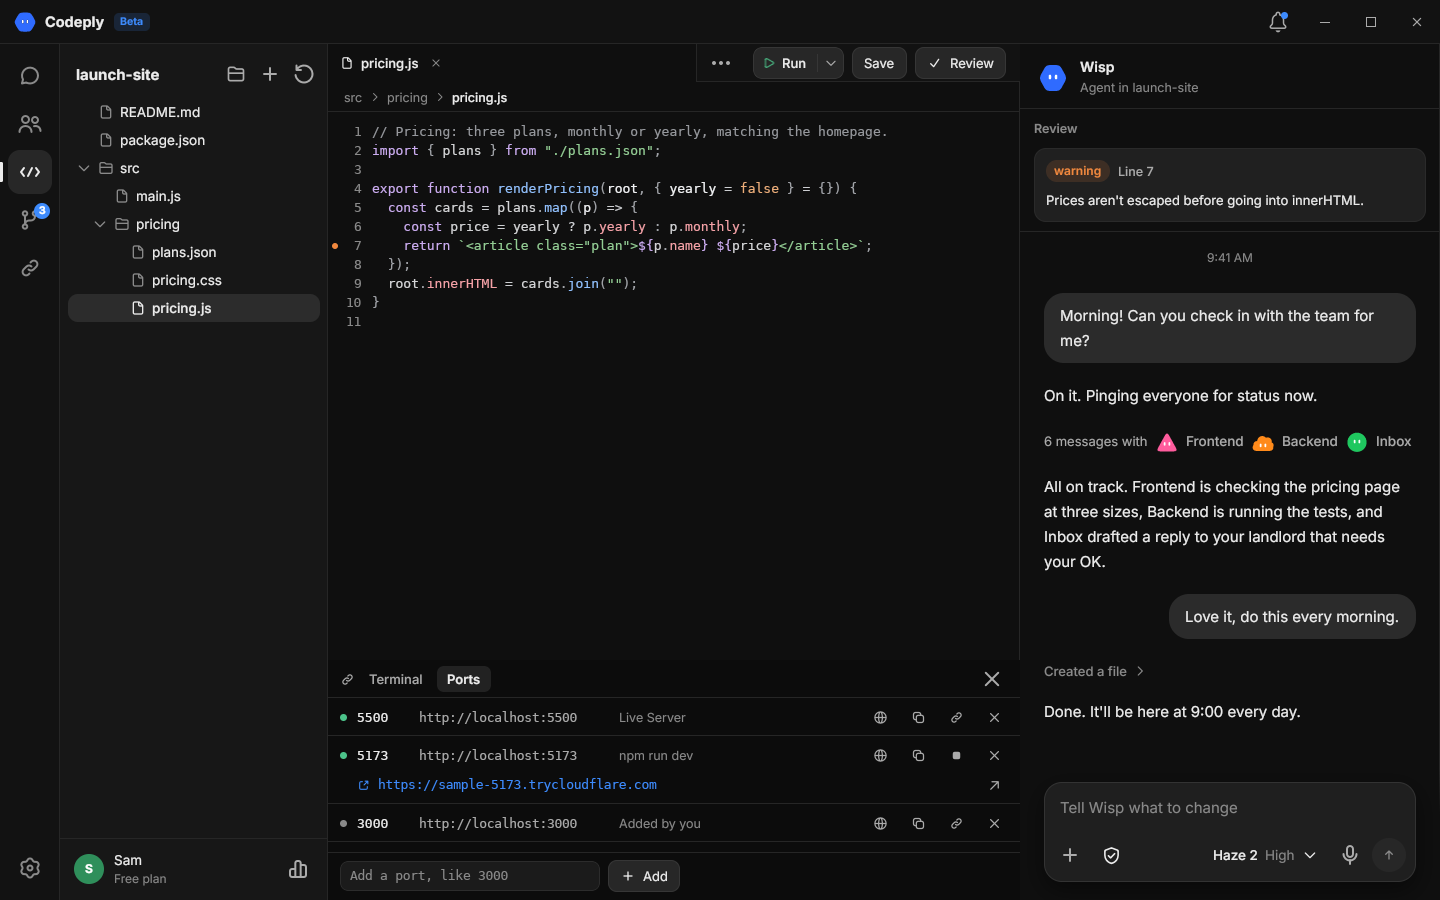 Codeply Beta
launch-site
README.md
package.json
src
main.js
pricing
plans.json
pricing.css
pricing.js
3
S
Sam
Free plan
pricing.js
Run
Save
Review
src > pricing > pricing.js
1 // Pricing: three plans, monthly or yearly, matching the homepage.
2 import { plans } from "./plans.json";
3
4 export function renderPricing(root, { yearly = false } = {}) {
5 const cards = plans.map((p) => {
6 const price = yearly ? p.yearly : p.monthly;
7 return `<article class="plan">${p.name} ${price}</article>`;
8 });
9 root.innerHTML = cards.join("");
10 }
11
Terminal Ports
5500 http://localhost:5500 Live Server
5173 http://localhost:5173 npm run dev
https://sample-5173.trycloudflare.com
3000 http://localhost:3000 Added by you
Add a port, like 3000
Add
Wisp
Agent in launch-site
Review
warning Line 7
Prices aren't escaped before going into innerHTML.
9:41 AM
Morning! Can you check in with the team for
me?
On it. Pinging everyone for status now.
6 messages with Frontend Backend Inbox
All on track. Frontend is checking the pricing page
at three sizes, Backend is running the tests, and
Inbox drafted a reply to your landlord that needs
your OK.
Love it, do this every morning.
Created a file
Done. It'll be here at 9:00 every day.
Tell Wisp what to change
Haze 2 High